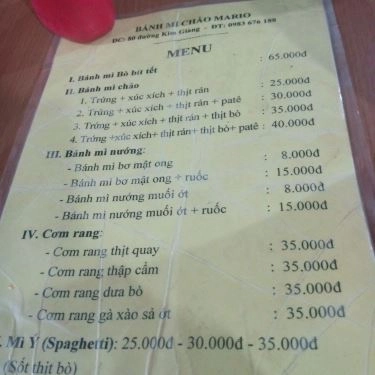 BÁNH MÌ CHẢO MARIO
ĐC: 80 đường Kim Giang - ĐT: 0983 676 188
MENU
I. Bánh mì Bò bít tết : 65.000đ
II. Bánh mì chảo
1. Trứng + xúc xích + thịt rán : 25.000đ
2. Trứng + xúc xích + thịt rán + patê : 30.000đ
3. Trứng + xúc xích + thịt rán + thịt bò : 35.000đ
4. Trứng +xúc xích+ thịt rán+ thịt bò+ patê : 40.000đ
III. Bánh mì nướng:
- Bánh mì bơ mật ong : 8.000đ
- Bánh mì bơ mật ong + ruốc : 15.000đ
- Bánh mì nướng muối ớt : 8.000đ
- Bánh mì nướng muối ớt + ruốc : 15.000đ
IV. Cơm rang:
- Cơm rang thịt quay : 35.000đ
- Cơm rang thập cẩm : 35.000đ
- Cơm rang dưa bò : 35.000đ
- Cơm rang gà xào sả ớt : 35.000đ
. Mì Ý (Spaghetti): 25.000đ - 30.000đ - 35.000đ
(Sốt thịt bò)